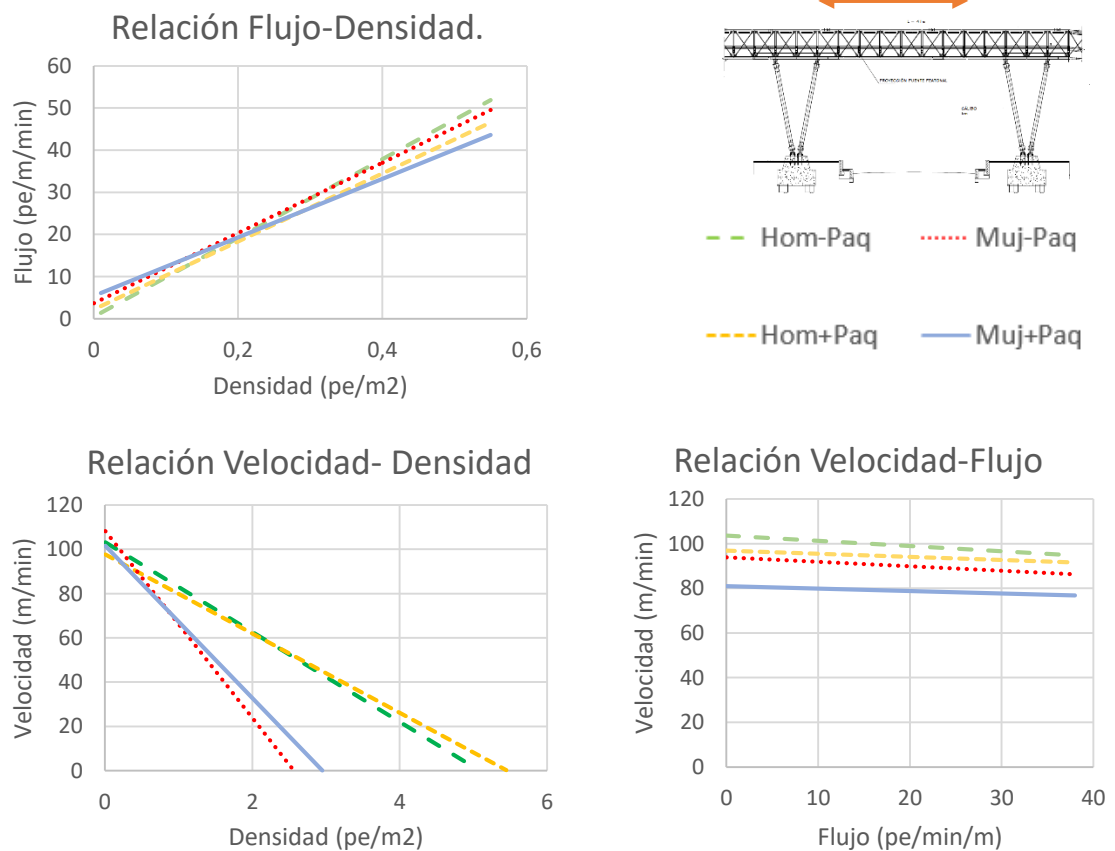 Relación Flujo-Densidad.
60
50
40
30
20
10
0
0
0,2
0,4
0,6
Flujo (pe/m/min)
Densidad (pe/m2)
Hom-Paq
Muj-Paq
Hom+Paq
Muj+Paq
Relación Velocidad- Densidad
120
100
80
60
40
20
0
0
2
4
6
Velocidad (m/min)
Densidad (pe/m2)
Relación Velocidad-Flujo
120
100
80
60
40
20
0
0
10
20
30
40
Velocidad (m/min)
Flujo (pe/min/m)